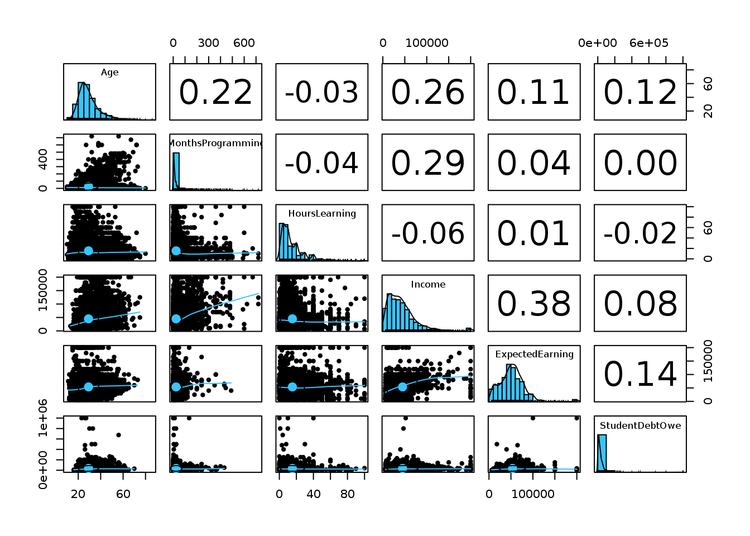 0 300 600 0 100000 0e+00 6e+05
Age 0.22 -0.03 0.26 0.11 0.12 20 60
0 400 MonthsProgramming -0.04 0.29 0.04 0.00
HoursLearning -0.06 0.01 -0.02 0 60
0 150000 Income 0.38 0.08
ExpectedEarning 0.14 0 150000
0e+00 1e+06 StudentDebtOwe
20 60 0 40 80 0 100000